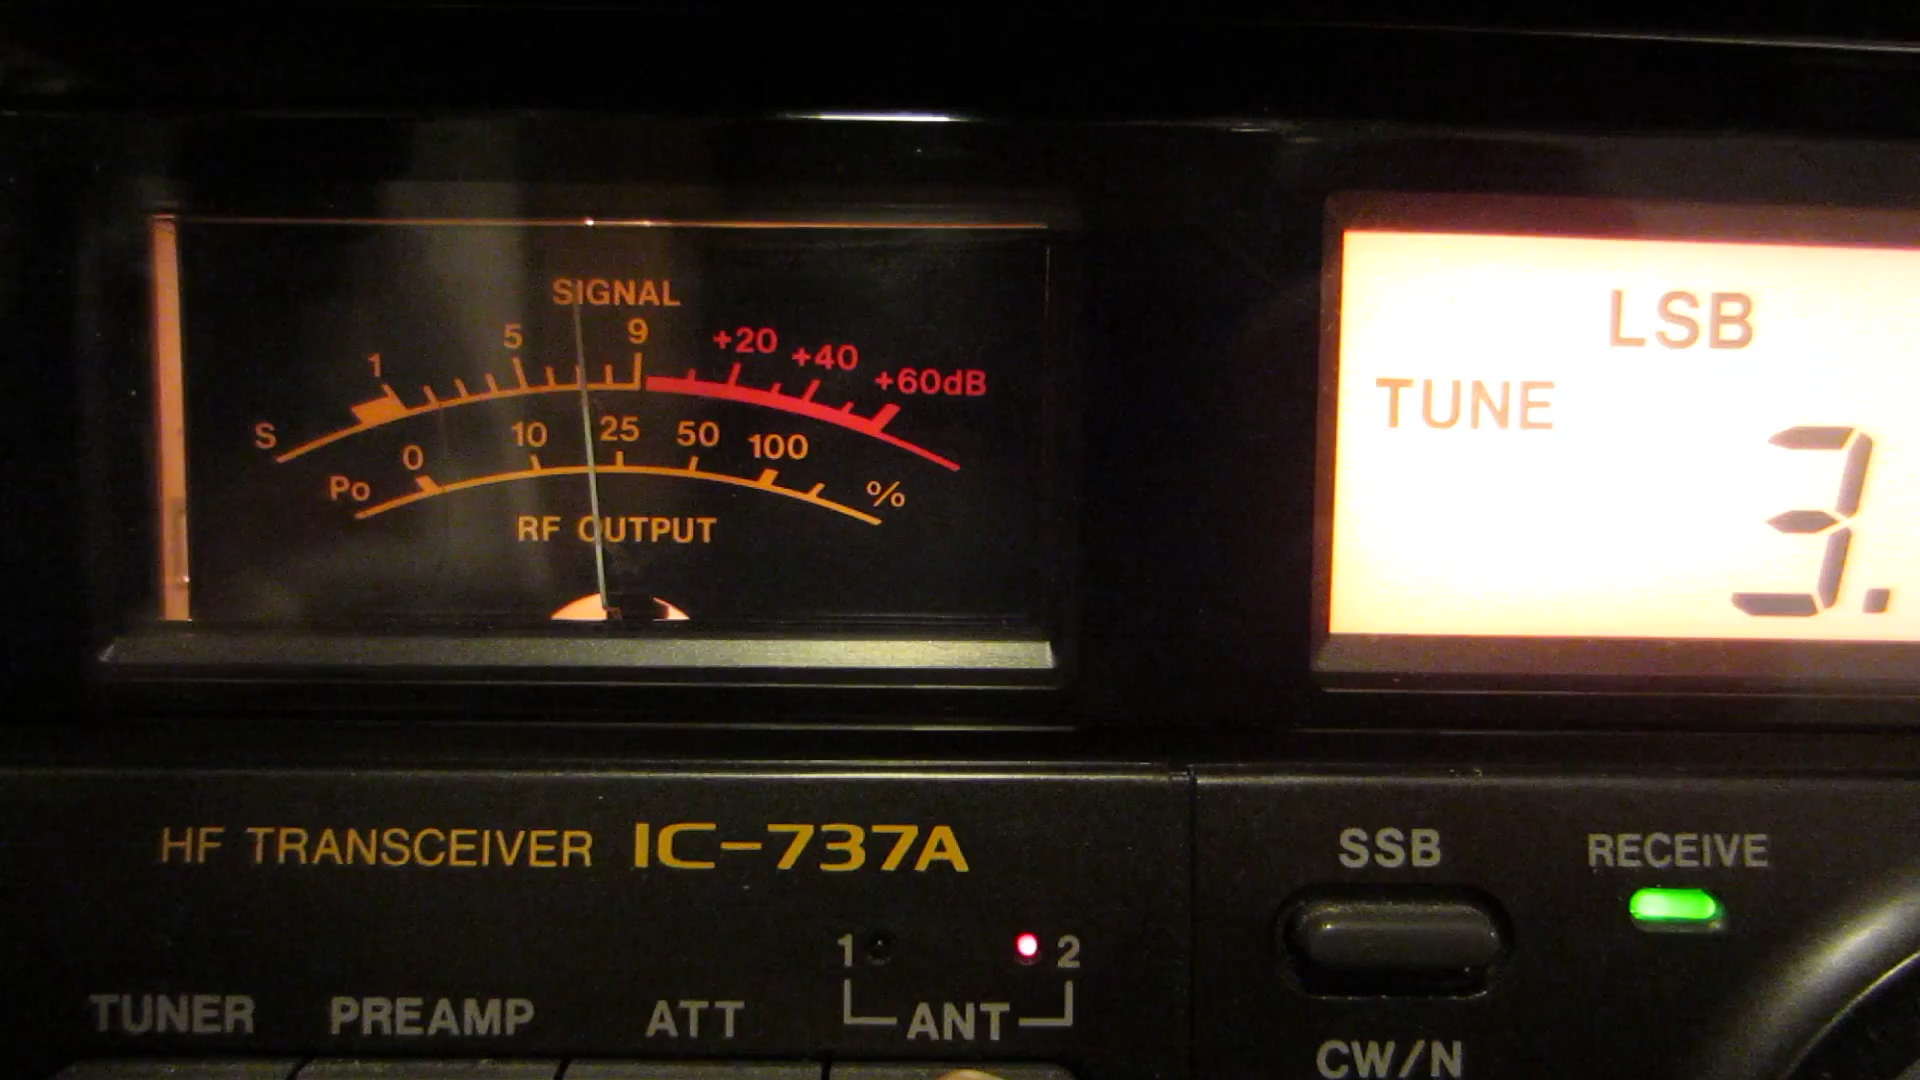 SIGNAL
1 5 9 +20 +40 +60dB
S
0 10 25 50 100
Po %
RF OUTPUT
LSB
TUNE
3.
HF TRANSCEIVER IC-737A
SSB RECEIVE
1 2
TUNER PREAMP ATT ANT
CW/N